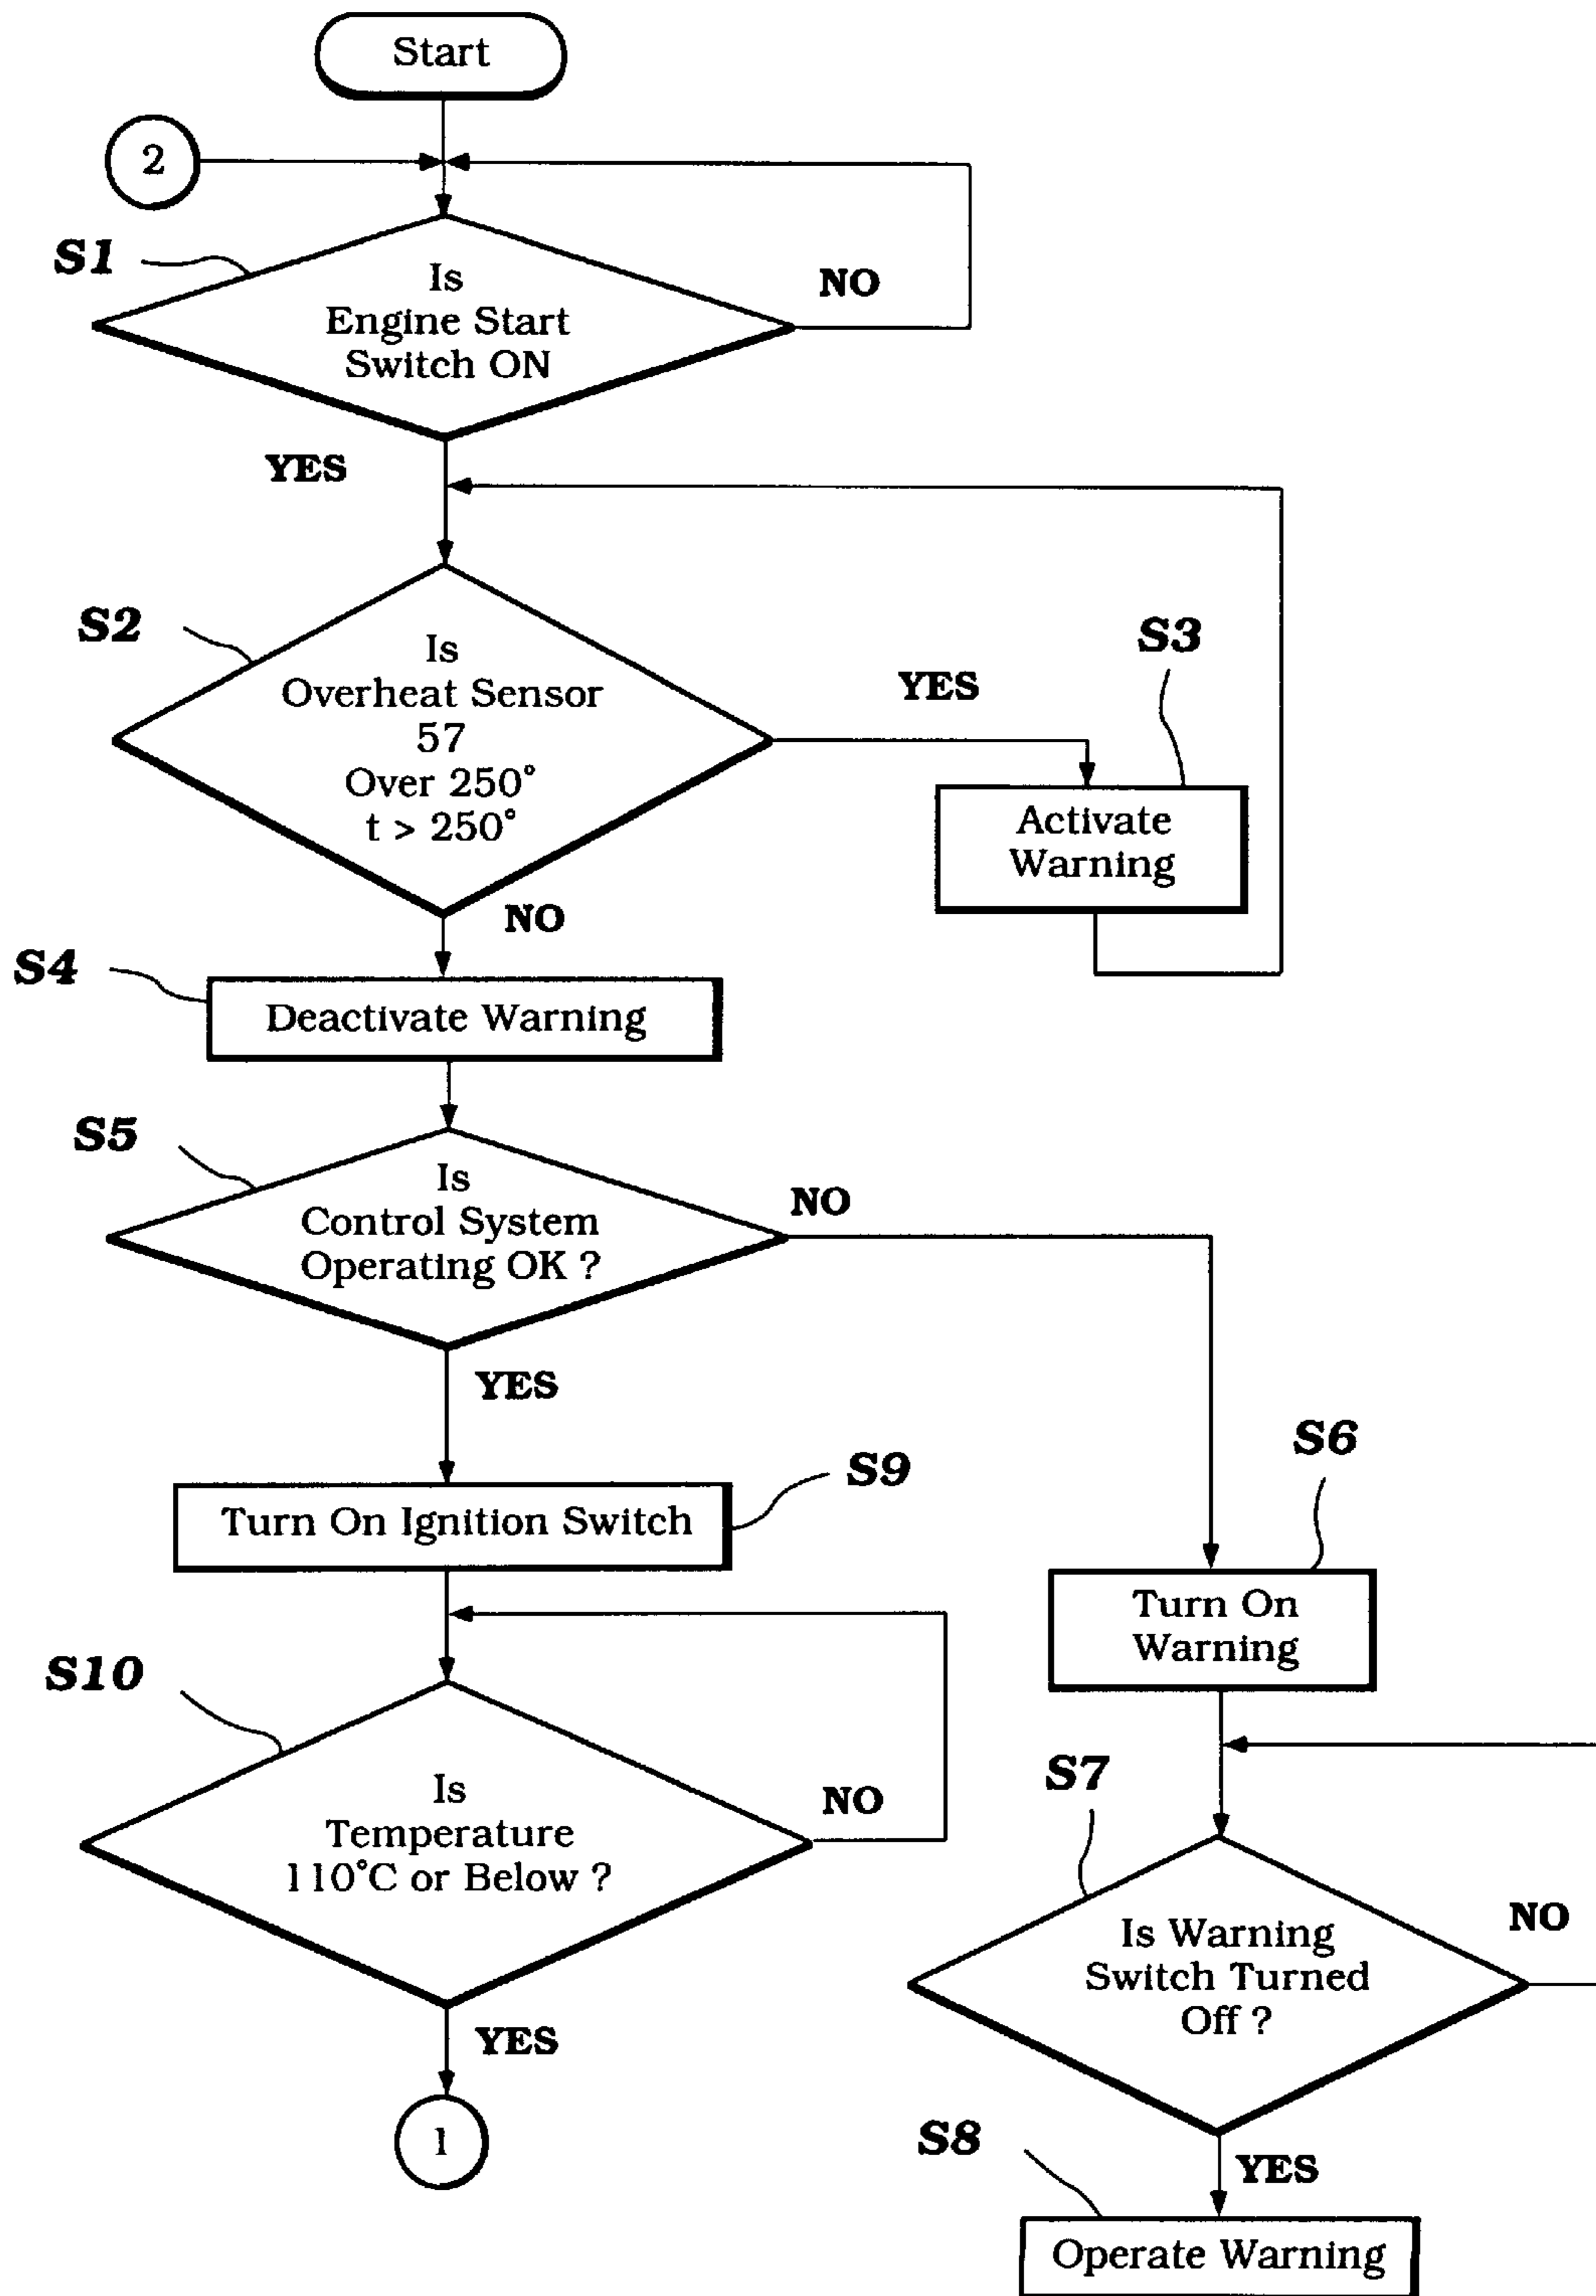 Start
2
S1
Is
Engine Start
Switch ON
NO
YES
S2
Is
Overheat Sensor
57
Over 250°
t > 250°
YES
S3
Activate
Warning
NO
S4
Deactivate Warning
S5
Is
Control System
Operating OK ?
NO
YES
S9
Turn On Ignition Switch
S6
Turn On
Warning
S10
Is
Temperature
110°C or Below ?
NO
YES
1
S7
Is Warning
Switch Turned
Off ?
NO
YES
S8
Operate Warning